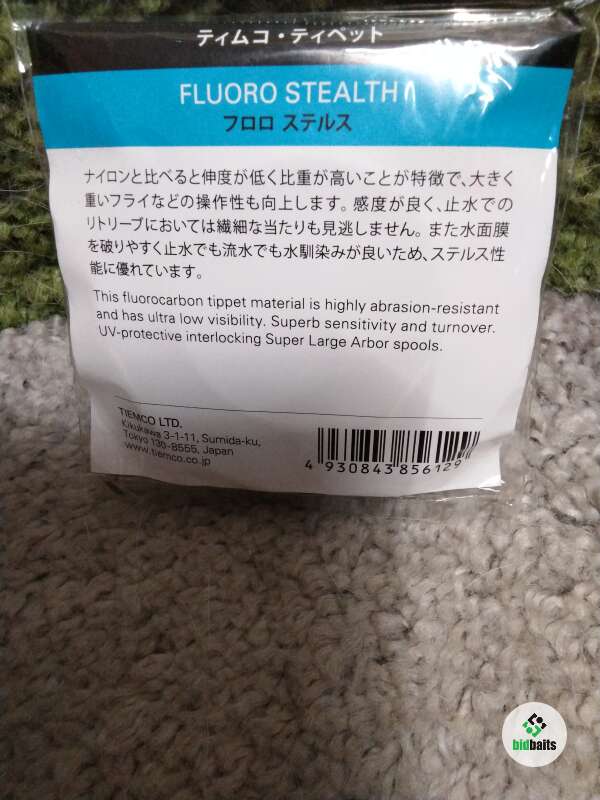 ティムコ・ティペット
FLUORO STEALTH
フロロ ステルス
ナイロンと比べると伸度が低く比重が高いことが特徴で、大きく
重いフライなどの操作性も向上します。感度が良く、止水での
リトリーブにおいては繊細な当たりも見逃しません。また水面膜
を破りやすく止水でも流水でも水馴染みが良いため、ステルス性
能に優れています。
This fluorocarbon tippet material is highly abrasion-resistant
and has ultra low visibility. Superb sensitivity and turnover.
UV-protective interlocking Super Large Arbor spools.
TIEMCO LTD.
Kikukawa 3-1-11, Sumida-ku,
Tokyo 130-8555, Japan
www.tiemco.co.jp
4 930843 856129
bidbaits